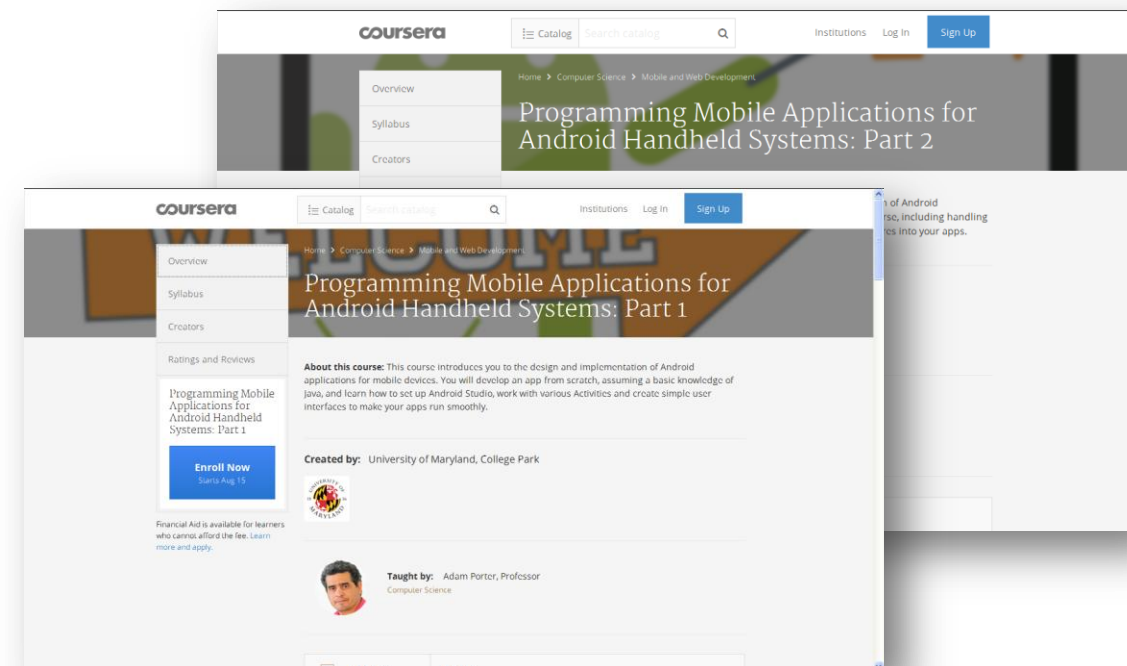 coursera
Catalog Search catalog
Institutions Log In Sign Up
Overview
Syllabus
Creators
Home > Computer Science > Mobile and Web Development
Programming Mobile Applications for
Android Handheld Systems: Part 2
n of Android
rse, including handling
res into your apps.
coursera
Catalog Search catalog
Institutions Log In Sign Up
WELCOME
Overview
Syllabus
Creators
Ratings and Reviews
Home > Computer Science > Mobile and Web Development
Programming Mobile Applications for
Android Handheld Systems: Part 1
Programming Mobile
Applications for
Android Handheld
Systems: Part 1
Enroll Now
Starts Aug 15
Financial Aid is available for learners
who cannot afford the fee. Learn
more and apply.
About this course: This course introduces you to the design and implementation of Android
applications for mobile devices. You will develop an app from scratch, assuming a basic knowledge of
Java, and learn how to set up Android Studio, work with various Activities and create simple user
interfaces to make your apps run smoothly.
Created by: University of Maryland, College Park
UNIVERSITY OF
MARYLAND
Taught by: Adam Porter, Professor
Computer Science